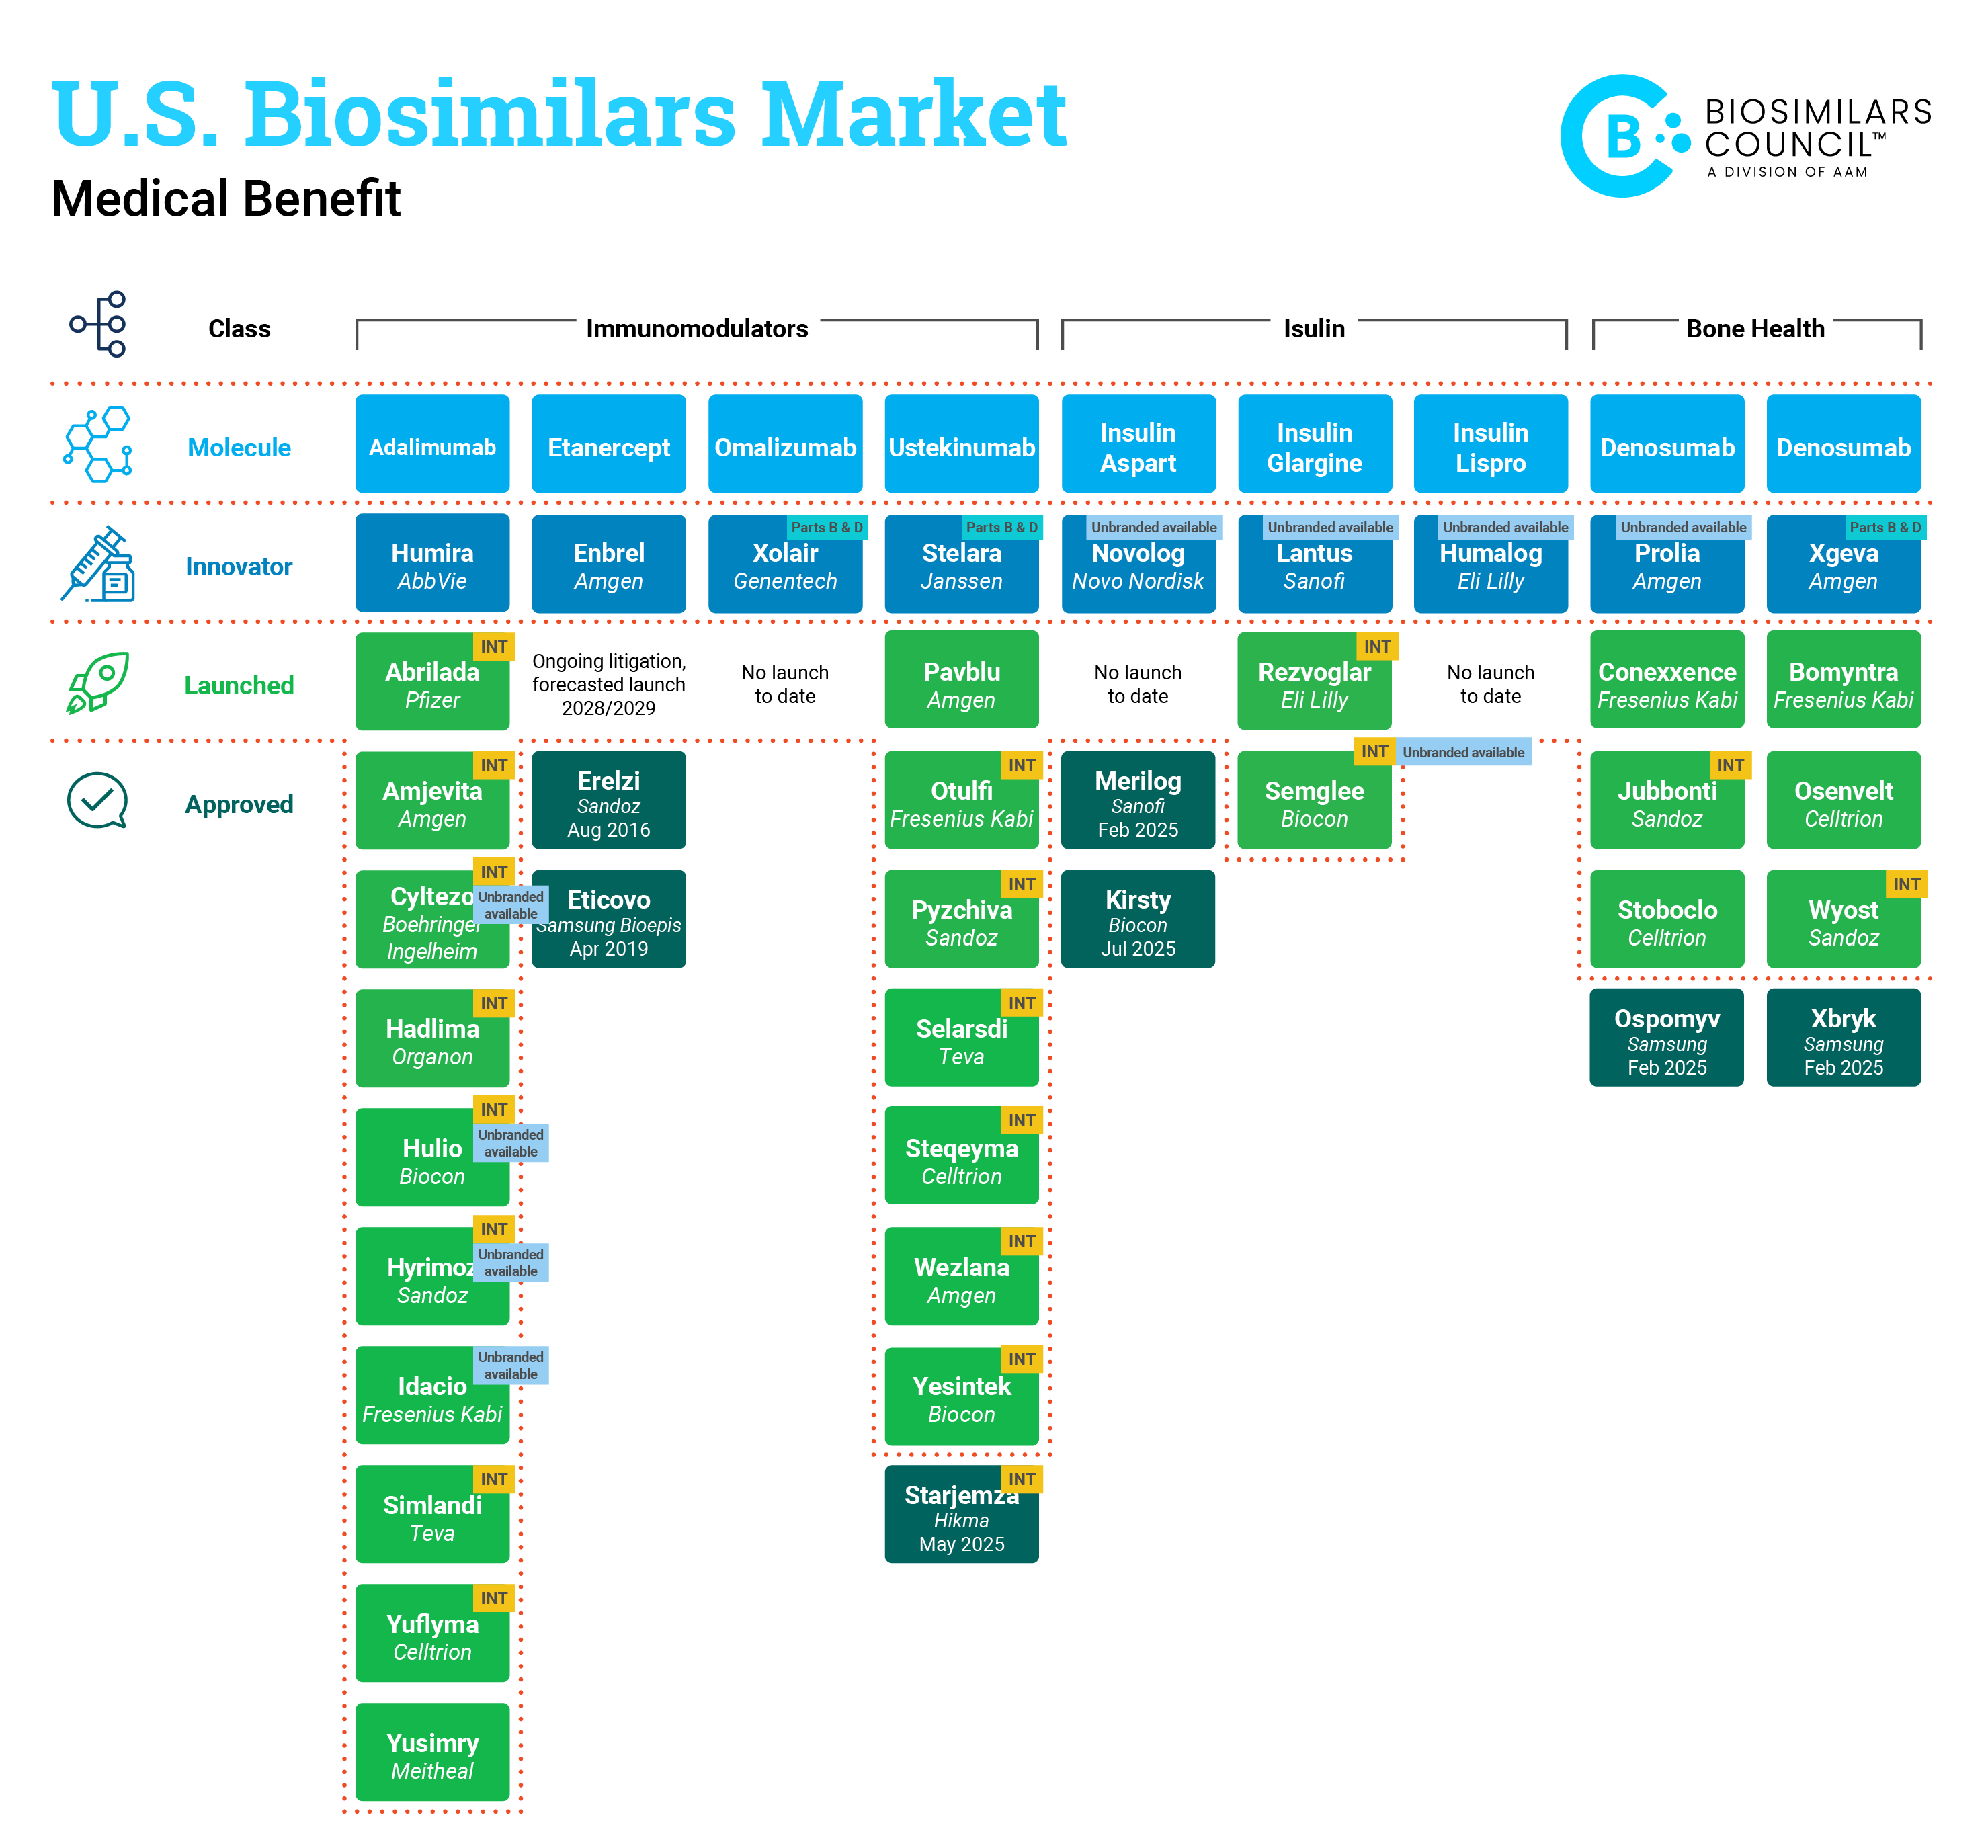 U.S. Biosimilars Market
Medical Benefit
B
BIOSIMILARS
COUNCIL™
A DIVISION OF AAM
Class
Immunomodulators
Isulin
Bone Health
Molecule
Adalimumab
Etanercept
Omalizumab
Ustekinumab
Insulin
Aspart
Insulin
Glargine
Insulin
Lispro
Denosumab
Denosumab
Innovator
Humira
AbbVie
Enbrel
Amgen
Parts B & D
Xolair
Genentech
Parts B & D
Stelara
Janssen
Unbranded available
Novolog
Novo Nordisk
Unbranded available
Lantus
Sanofi
Unbranded available
Humalog
Eli Lilly
Unbranded available
Prolia
Amgen
Parts B & D
Xgeva
Amgen
Launched
INT
Abrilada
Pfizer
Ongoing litigation,
forecasted launch
2028/2029
No launch
to date
Pavblu
Amgen
No launch
to date
INT
Rezvoglar
Eli Lilly
No launch
to date
Conexxence
Fresenius Kabi
Bomyntra
Fresenius Kabi
Approved
INT
Amjevita
Amgen
Erelzi
Sandoz
Aug 2016
INT
Otulfi
Fresenius Kabi
Merilog
Sanofi
Feb 2025
INT
Unbranded available
Semglee
Biocon
INT
Jubbonti
Sandoz
Osenvelt
Celltrion
INT
Unbranded
available
Cyltezo
Boehringer
Ingelheim
Eticovo
Samsung Bioepis
Apr 2019
INT
Pyzchiva
Sandoz
Kirsty
Biocon
Jul 2025
Stoboclo
Celltrion
INT
Wyost
Sandoz
INT
Hadlima
Organon
INT
Selarsdi
Teva
Ospomyv
Samsung
Feb 2025
Xbryk
Samsung
Feb 2025
INT
Unbranded
available
Hulio
Biocon
INT
Steqeyma
Celltrion
INT
Unbranded
available
Hyrimoz
Sandoz
INT
Wezlana
Amgen
Unbranded
available
Idacio
Fresenius Kabi
INT
Yesintek
Biocon
INT
Simlandi
Teva
INT
Starjemza
Hikma
May 2025
INT
Yuflyma
Celltrion
Yusimry
Meitheal